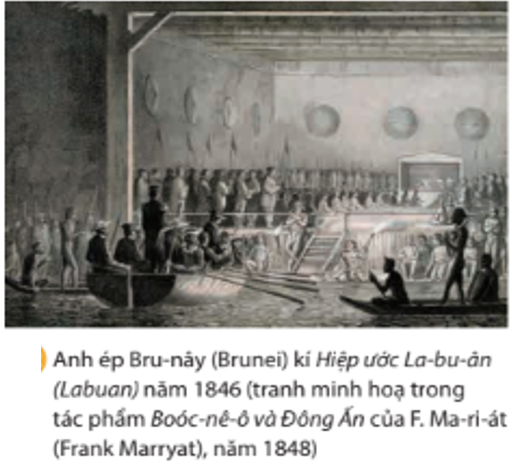 Anh ép Bru-nây (Brunei) kí Hiệp ước La-bu-an
(Labuan) năm 1846 (tranh minh hoạ trong
tác phẩm Boóc-nê-ô và Đông Ấn của F. Ma-ri-át
(Frank Marryat), năm 1848)